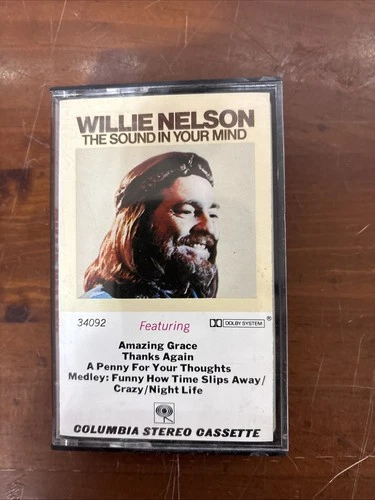 WILLIE NELSON
THE SOUND IN YOUR MIND
34092 Featuring DOLBY SYSTEM ®
Amazing Grace
Thanks Again
A Penny For Your Thoughts
Medley: Funny How Time Slips Away/
Crazy/Night Life
COLUMBIA STEREO CASSETTE